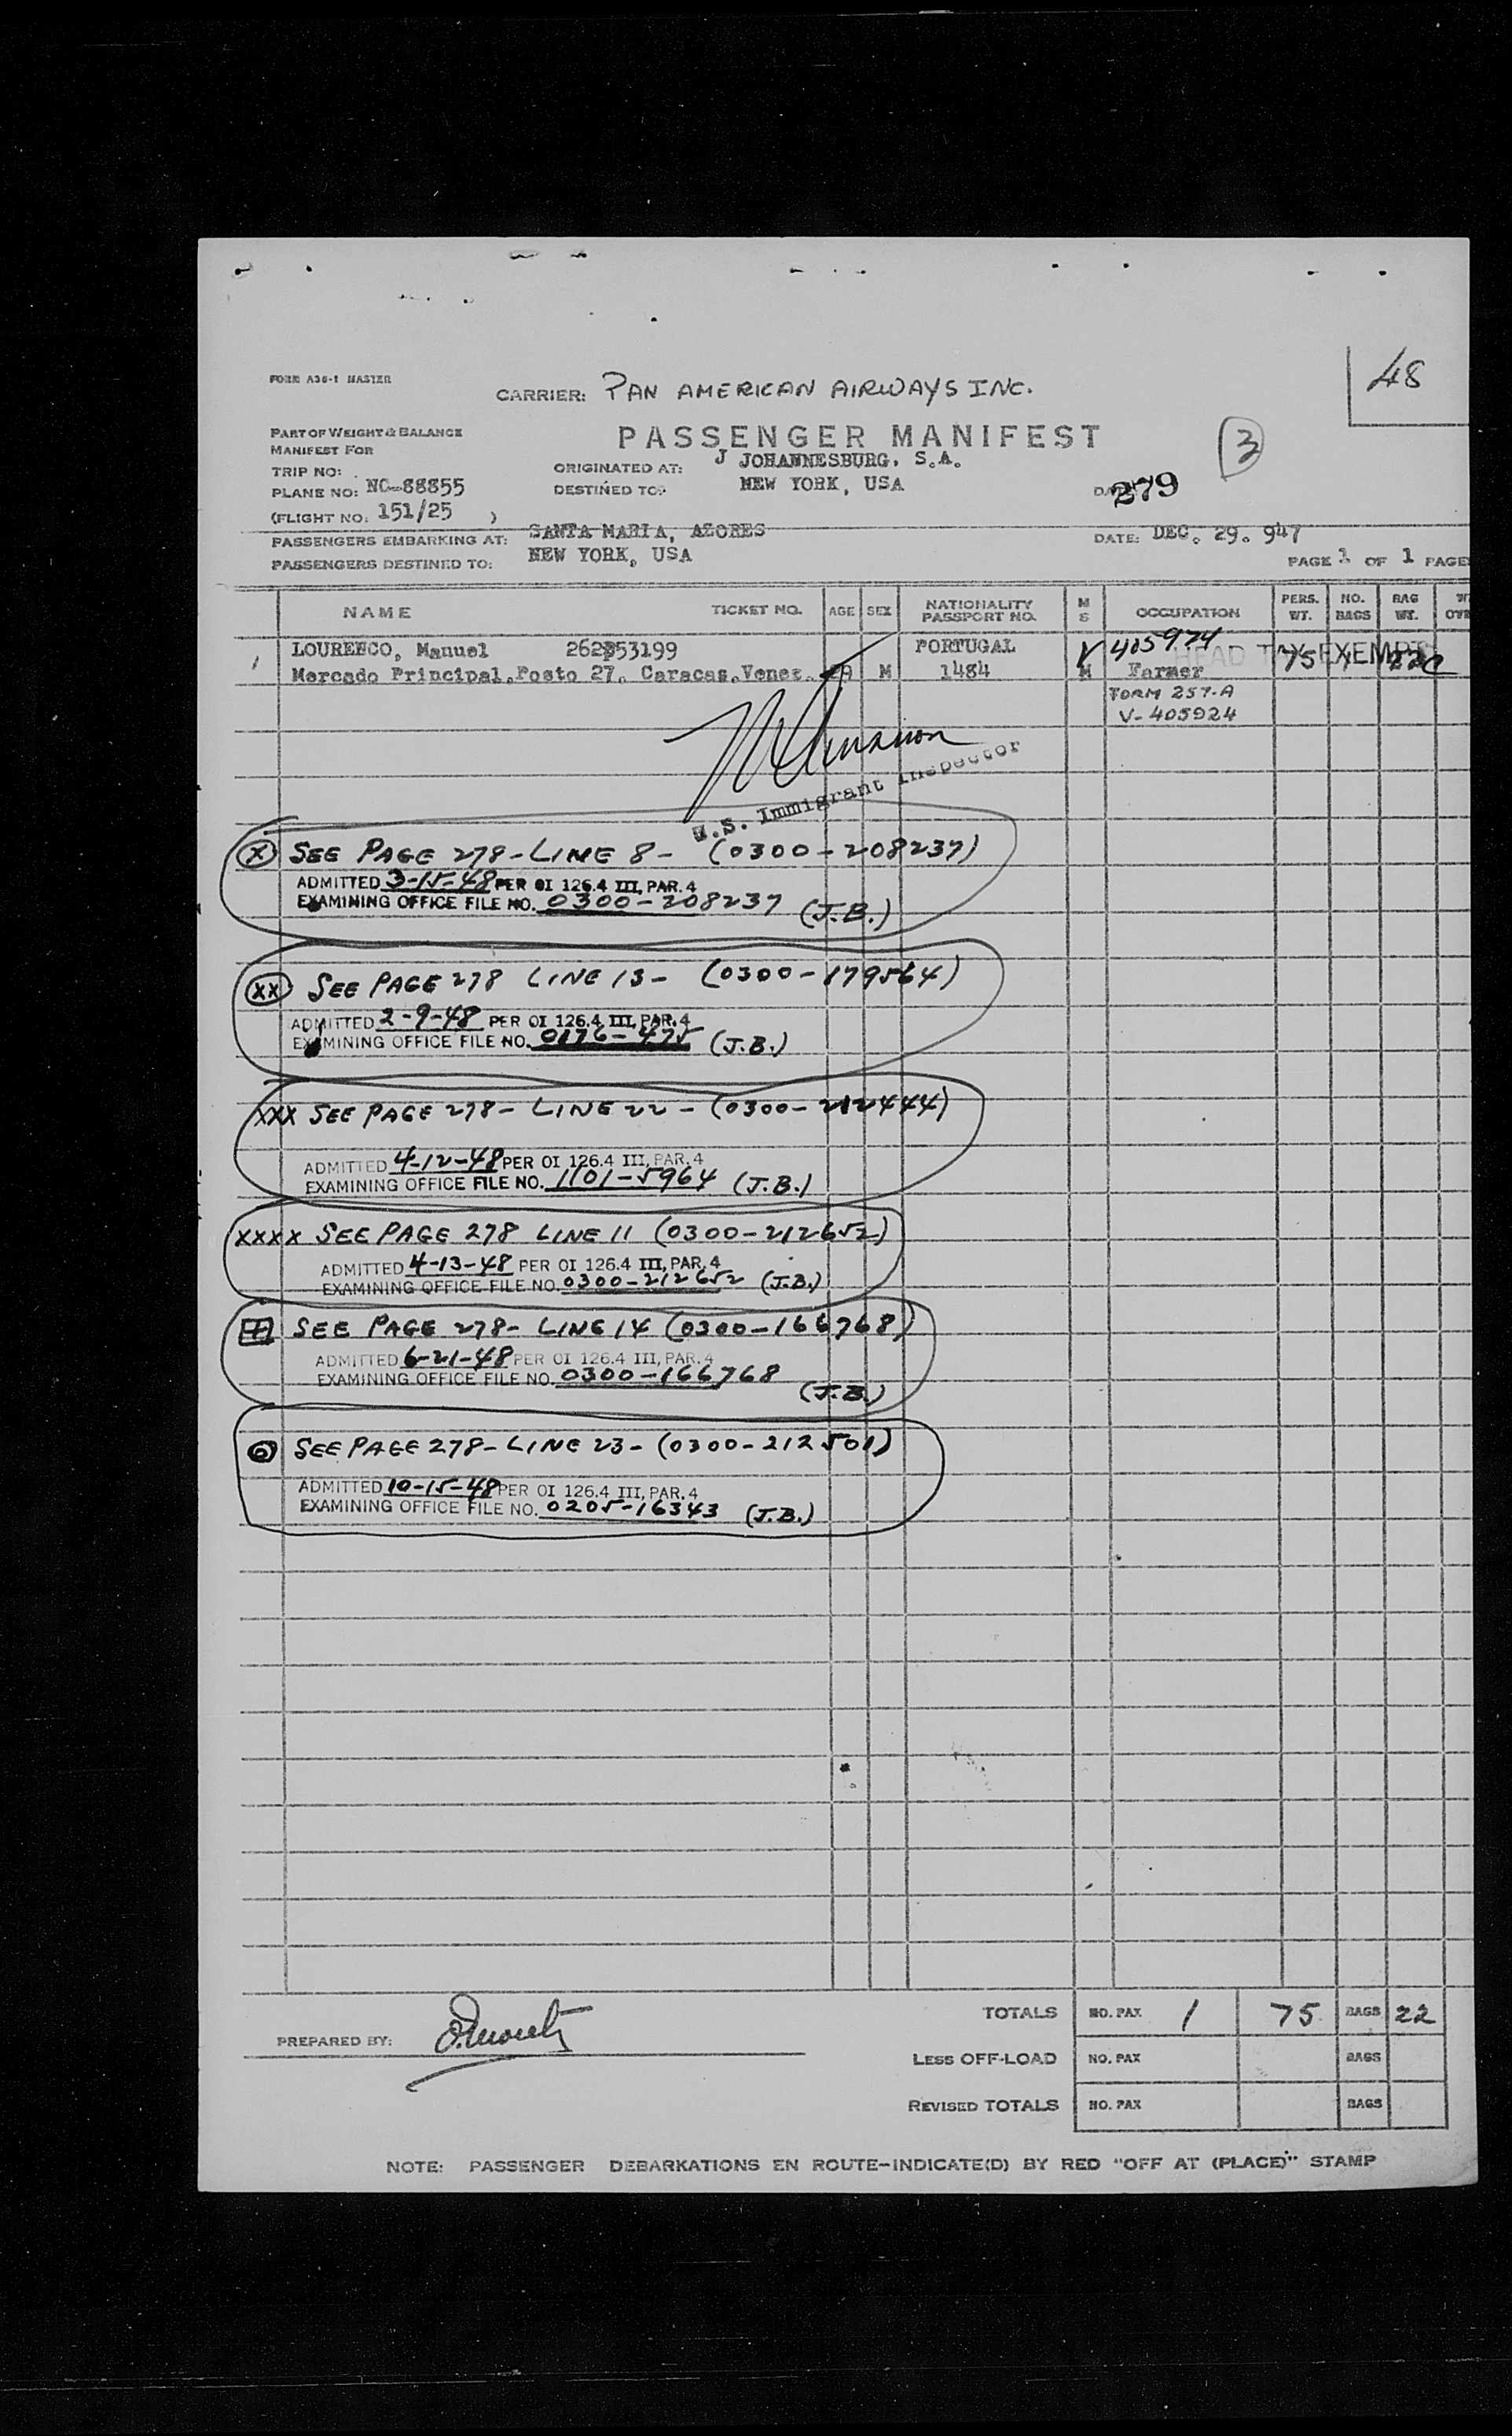 FORM A36-1 MASTER
48
CARRIER: PAN AMERICAN AIRWAYS INC.
PART OF WEIGHT & BALANCE
MANIFEST FOR
PASSENGER MANIFEST
3
TRIP NO:
ORIGINATED AT: J JOHANNESBURG, S.A.
PLANE NO: NC-88855
DESTINED TO: NEW YORK, USA
279
(FLIGHT NO: 151/25 )
PASSENGERS EMBARKING AT: SANTA MARIA, AZORES
DATE: DEC. 29. 947
PASSENGERS DESTINED TO: NEW YORK, USA
PAGE 1 OF 1 PAGE
NAME TICKET NO. AGE SEX NATIONALITY PASSPORT NO. M S OCCUPATION PERS. WT. NO. BAGS BAG WT.
LOURENCO, Manuel PORTUGAL V 405924 HEAD TAX EXEMPT
1 Mercado Principal, Posto 27, Caracas, Venez. 29 M 1484 M Farmer 75 1 22
FORM 257-A
V-405924
U.S. Immigrant Inspector
X SEE PAGE 278-LINE 8- (0300-208237)
ADMITTED 3-15-48 PER OI 126.4 III, PAR. 4
EXAMINING OFFICE FILE NO. 0300-208237 (J.B.)
XX SEE PAGE 278 LINE 13- (0300-179564)
ADMITTED 2-9-48 PER OI 126.4 III, PAR. 4
EXAMINING OFFICE FILE NO. 0176-475 (J.B.)
XXX SEE PAGE 278- LINE 22- (0300-212444)
ADMITTED 4-12-48 PER OI 126.4 III, PAR. 4
EXAMINING OFFICE FILE NO. 1101-5964 (J.B.)
XXXX SEE PAGE 278 LINE 11 (0300-212652)
ADMITTED 4-13-48 PER OI 126.4 III, PAR. 4
EXAMINING OFFICE FILE NO. 0300-212652 (J.B.)
SEE PAGE 278- LINE 14 (0300-166768)
ADMITTED 6-21-48 PER OI 126.4 III, PAR. 4
EXAMINING OFFICE FILE NO. 0300-166768
(J.B.)
SEE PAGE 278- LINE 23- (0300-212501)
ADMITTED 10-15-48 PER OI 126.4 III, PAR. 4
EXAMINING OFFICE FILE NO. 0205-16343 (J.B.)
TOTALS NO. PAX 1 75 BAGS 22
PREPARED BY:
LESS OFF-LOAD NO. PAX BAGS
REVISED TOTALS NO. PAX BAGS
NOTE: PASSENGER DEBARKATIONS EN ROUTE-INDICATE(D) BY RED "OFF AT (PLACE)" STAMP